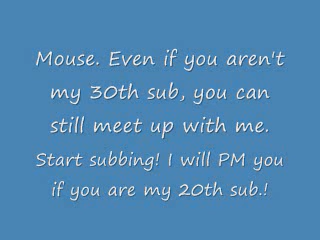 Mouse. Even if you aren't
my 30th sub, you can
still meet up with me.
Start subbing! I will PM you
if you are my 20th sub.!